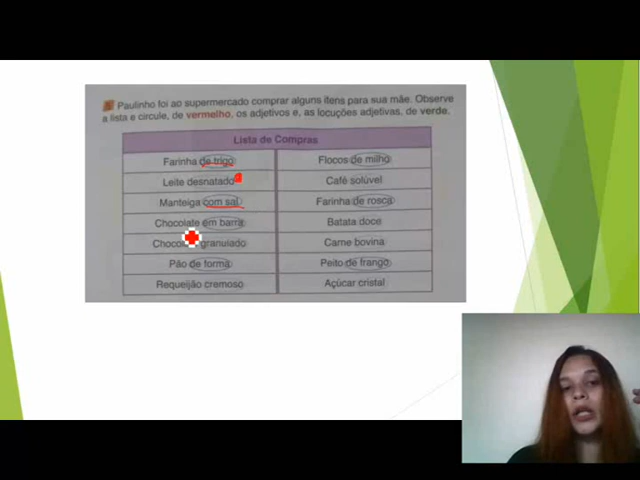 Paulinho foi ao supermercado comprar alguns itens para sua mãe. Observe
a lista e circule, de vermelho, os adjetivos e, as locuções adjetivas, de verde.
Lista de Compras
Farinha de trigo
Flocos de milho
Leite desnatado
Café solúvel
Manteiga com sal
Farinha de rosca
Chocolate em barra
Batata doce
granulado
Carne bovina
Pão de forma
Peito de frango
Requeijão cremoso
Açúcar cristal